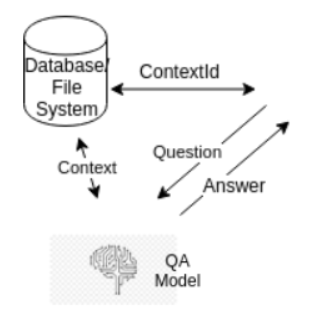 Database/
File
System
ContextId
Question
Context
Answer
QA
Model